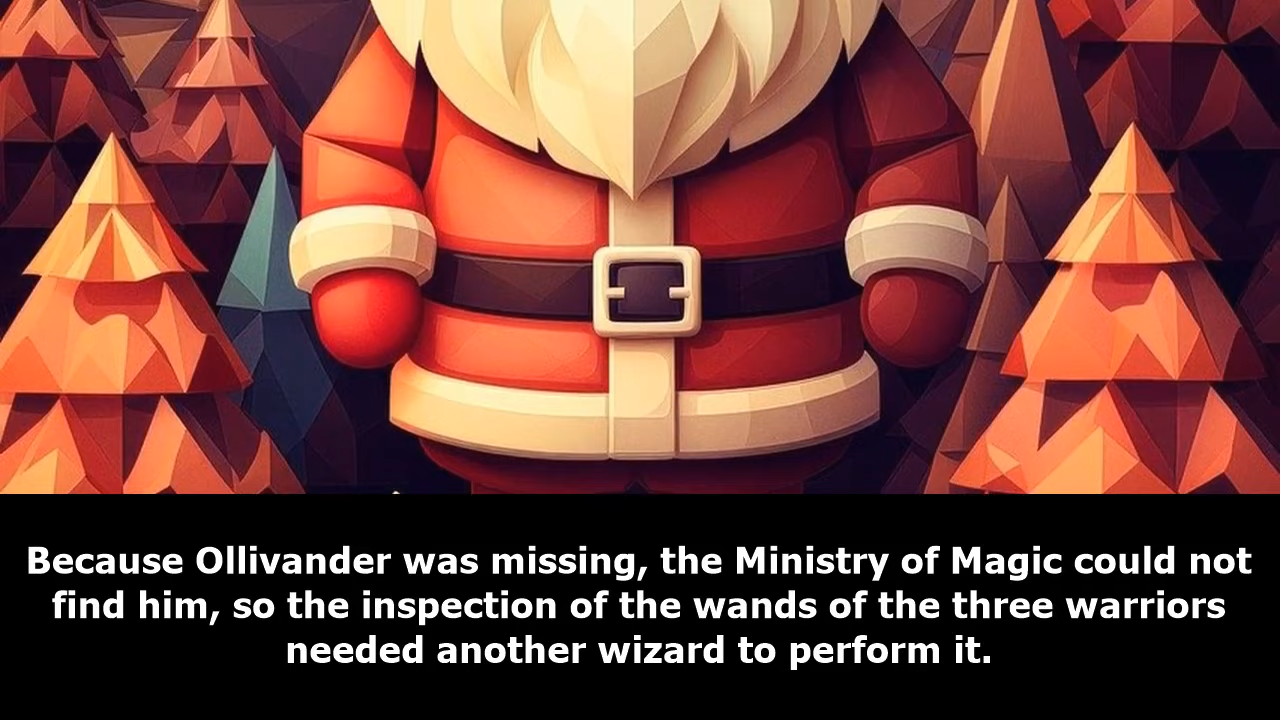 Because Ollivander was missing, the Ministry of Magic could not
find him, so the inspection of the wands of the three warriors
needed another wizard to perform it.